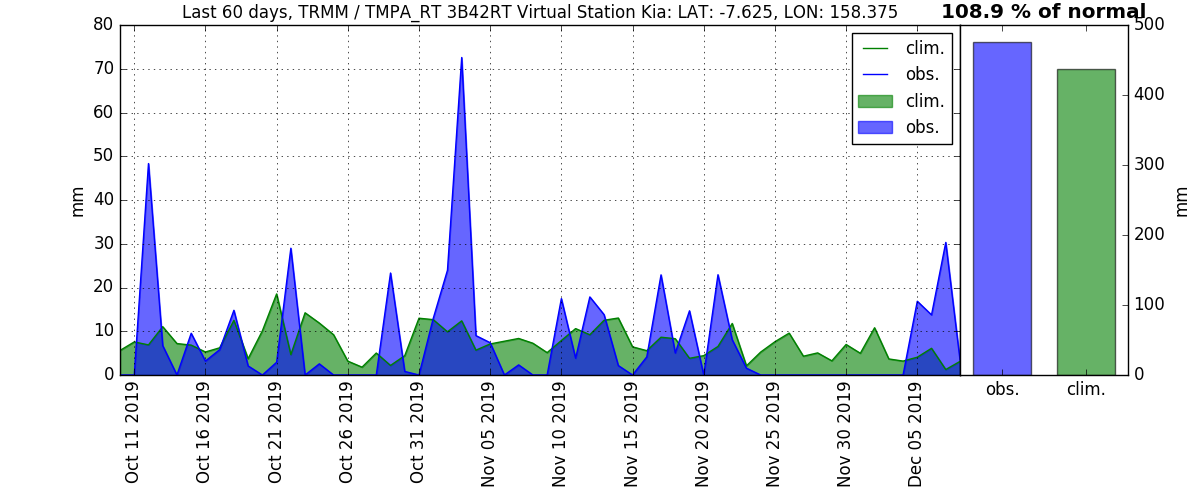 Last 60 days, TRMM / TMPA_RT 3B42RT Virtual Station Kia: LAT: -7.625, LON: 158.375
108.9 % of normal
80
70
60
50
40
30
20
10
0
mm
clim.
obs.
clim.
obs.
500
400
300
200
100
0
mm
obs.
clim.
Oct 11 2019
Oct 16 2019
Oct 21 2019
Oct 26 2019
Oct 31 2019
Nov 05 2019
Nov 10 2019
Nov 15 2019
Nov 20 2019
Nov 25 2019
Nov 30 2019
Dec 05 2019